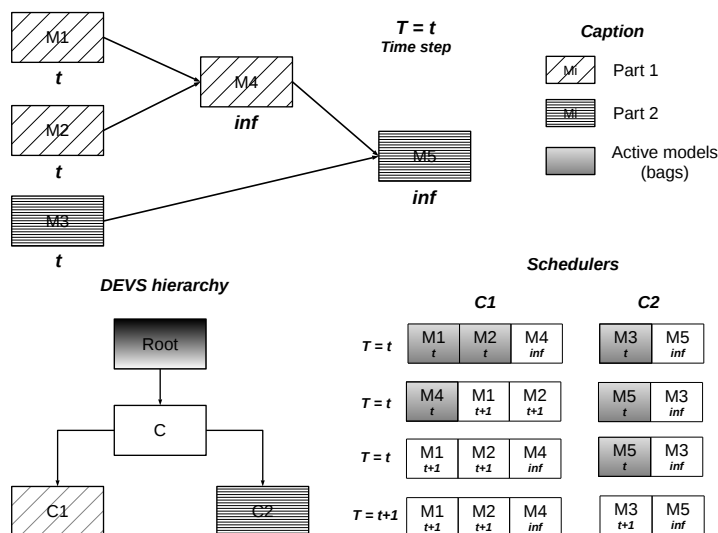 M1
t
M2
t
M3
t
M4
inf
M5
inf
T = t
Time step
Caption
Mi Part 1
Mi Part 2
Active models
(bags)
DEVS hierarchy
Root
C
C1
C2
Schedulers
C1 C2
T = t M1 M2 M4 M3 M5
t t inf t inf
T = t M4 M1 M2 M5 M3
t t+1 t+1 t inf
T = t M1 M2 M4 M5 M3
t+1 t+1 inf t inf
T = t+1 M1 M2 M4 M3 M5
t+1 t+1 inf t+1 inf